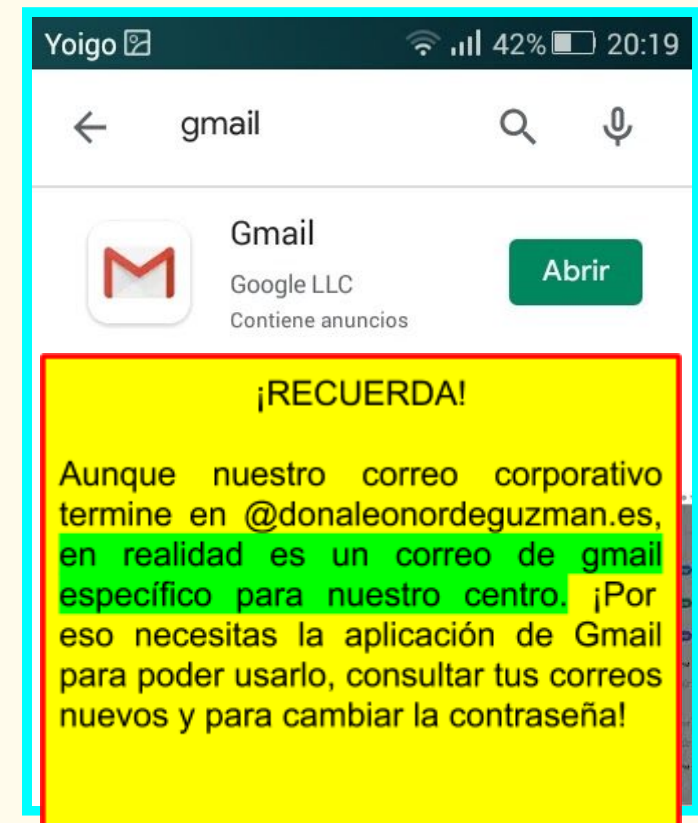 Yoigo 42% 20:19
gmail
Gmail
Google LLC
Abrir
Contiene anuncios
¡RECUERDA!
Aunque nuestro correo corporativo
termine en @donaleonordeguzman.es,
en realidad es un correo de gmail
específico para nuestro centro. ¡Por
eso necesitas la aplicación de Gmail
para poder usarlo, consultar tus correos
nuevos y para cambiar la contraseña!